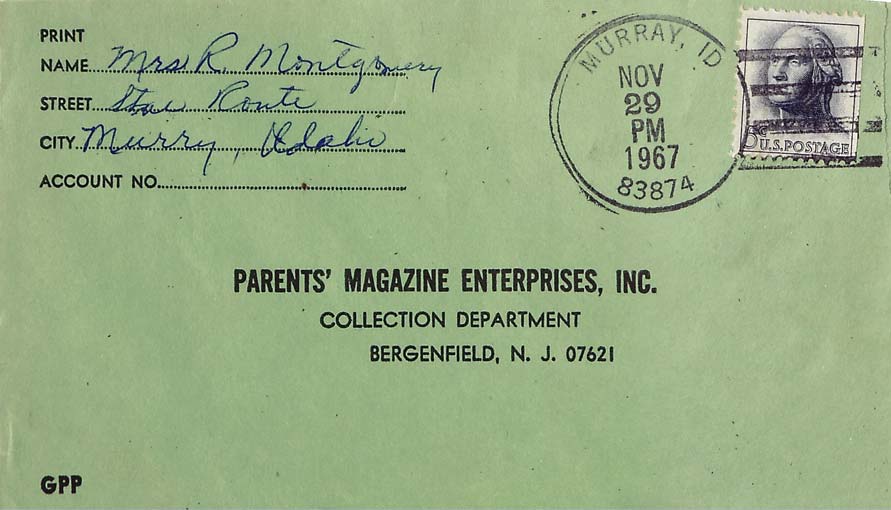 PRINT
NAME Mrs R. Montgomery
STREET Star Route
CITY Murry, Idaho
ACCOUNT NO.
MURRAY, ID
NOV
29
PM
1967
83874
5¢ U.S. POSTAGE
PARENTS' MAGAZINE ENTERPRISES, INC.
COLLECTION DEPARTMENT
BERGENFIELD, N. J. 07621
GPP